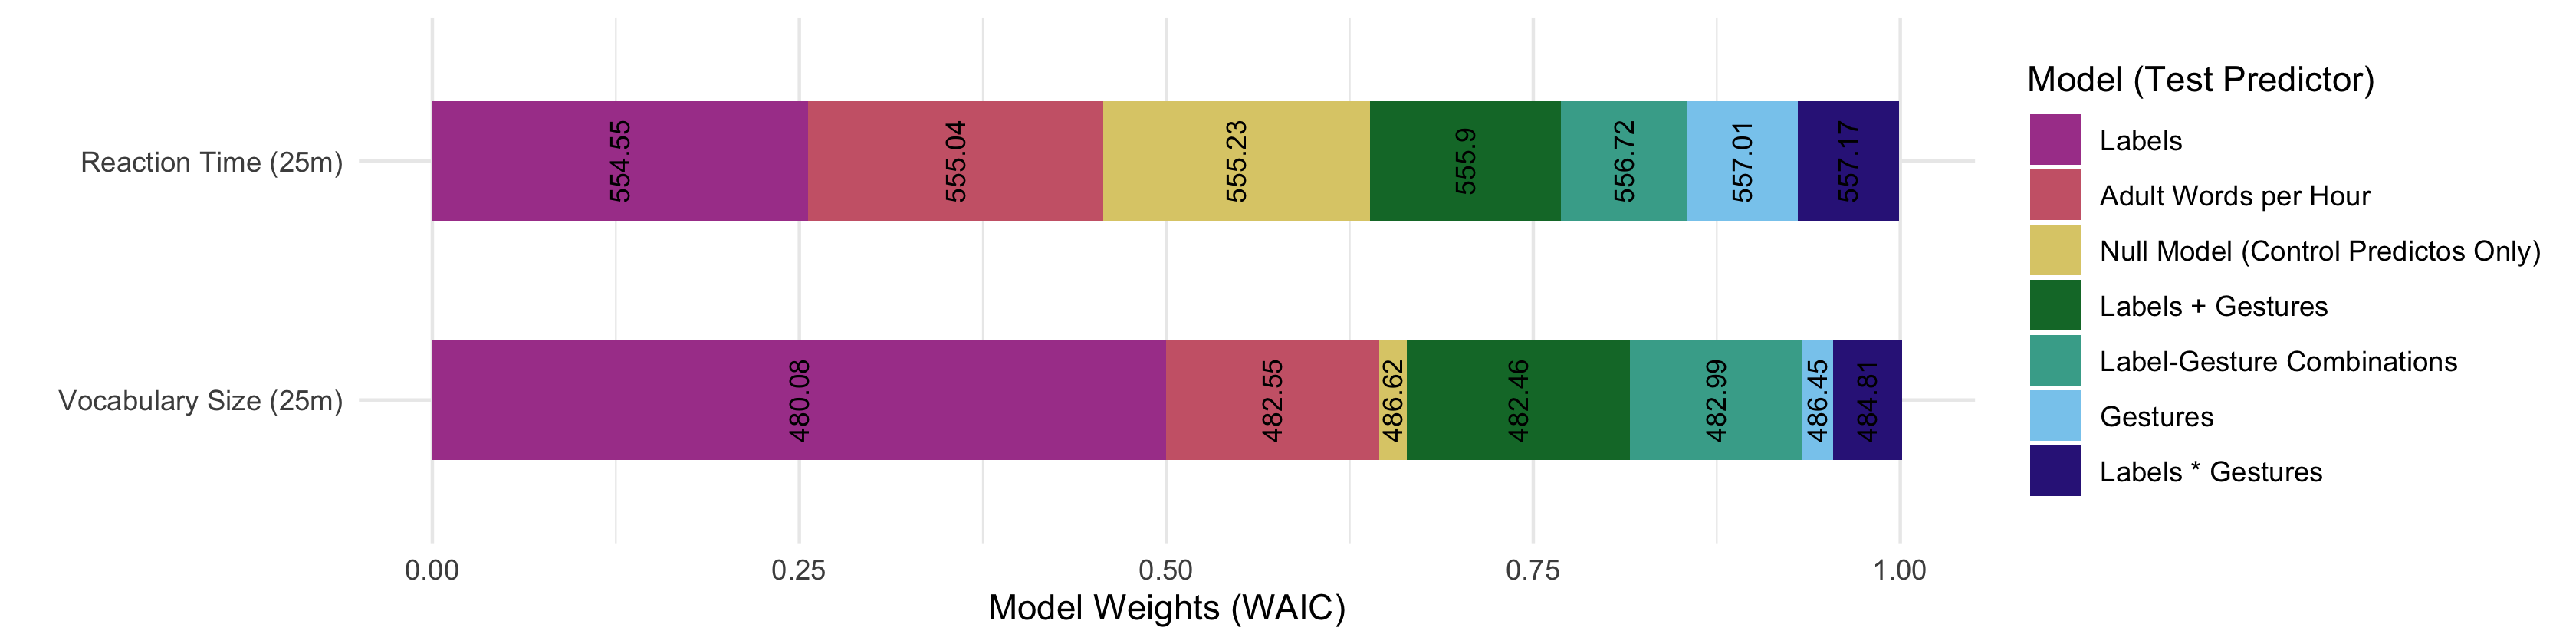 Model (Test Predictor)
Labels
Adult Words per Hour
Null Model (Control Predictos Only)
Labels + Gestures
Label-Gesture Combinations
Gestures
Labels * Gestures
Reaction Time (25m)
554.55
555.04
555.23
555.9
556.72
557.01
557.17
Vocabulary Size (25m)
480.08
482.55
486.62
482.46
482.99
486.45
484.81
0.00 0.25 0.50 0.75 1.00
Model Weights (WAIC)